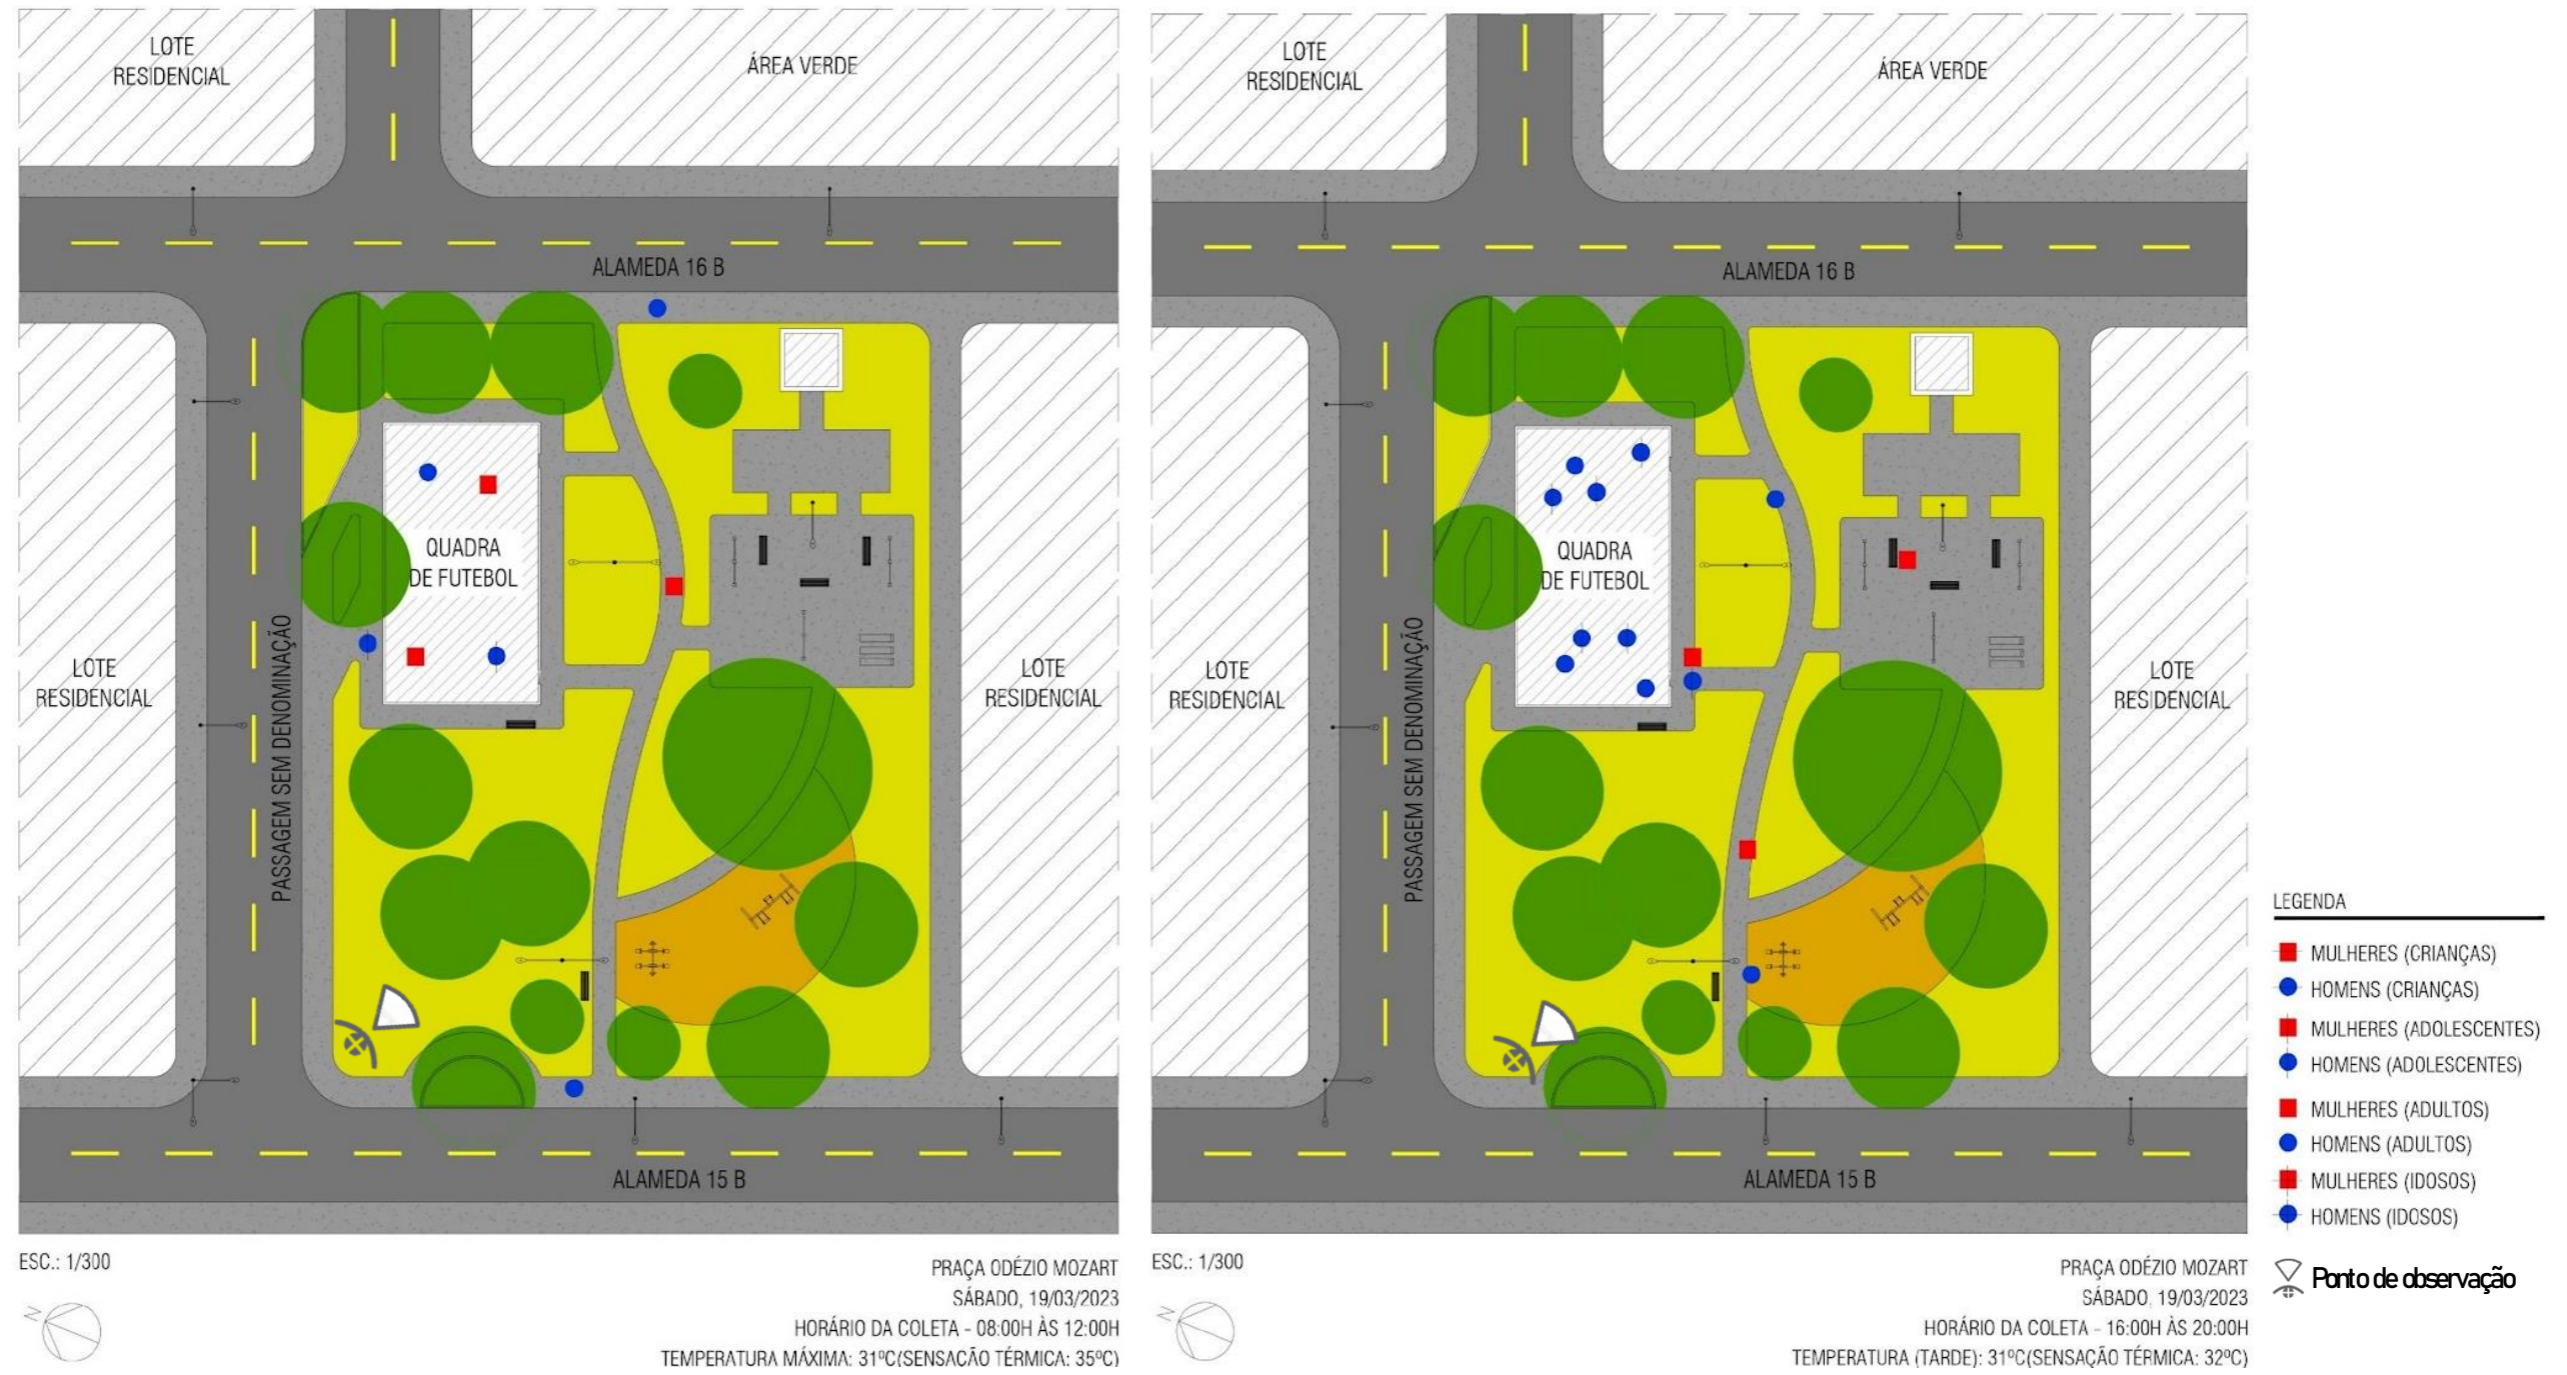 LOTE
RESIDENCIAL
ÁREA VERDE
ALAMEDA 16 B
QUADRA
DE FUTEBOL
PASSAGEM SEM DENOMINAÇÃO
LOTE
RESIDENCIAL
LOTE
RESIDENCIAL
ALAMEDA 15 B
ESC.: 1/300
N
PRAÇA ODÉZIO MOZART
SÁBADO, 19/03/2023
HORÁRIO DA COLETA - 08:00H ÀS 12:00H
TEMPERATURA MÁXIMA: 31ºC(SENSACÃO TÉRMICA: 35ºC)
LOTE
RESIDENCIAL
ÁREA VERDE
ALAMEDA 16 B
QUADRA
DE FUTEBOL
PASSAGEM SEM DENOMINAÇÃO
LOTE
RESIDENCIAL
LOTE
RESIDENCIAL
ALAMEDA 15 B
ESC.: 1/300
N
PRAÇA ODÉZIO MOZART
SÁBADO, 19/03/2023
HORÁRIO DA COLETA - 16:00H ÀS 20:00H
TEMPERATURA (TARDE): 31ºC(SENSAÇÃO TÉRMICA: 32ºC)
LEGENDA
MULHERES (CRIANÇAS)
HOMENS (CRIANÇAS)
MULHERES (ADOLESCENTES)
HOMENS (ADOLESCENTES)
MULHERES (ADULTOS)
HOMENS (ADULTOS)
MULHERES (IDOSOS)
HOMENS (IDOSOS)
Ponto de observação